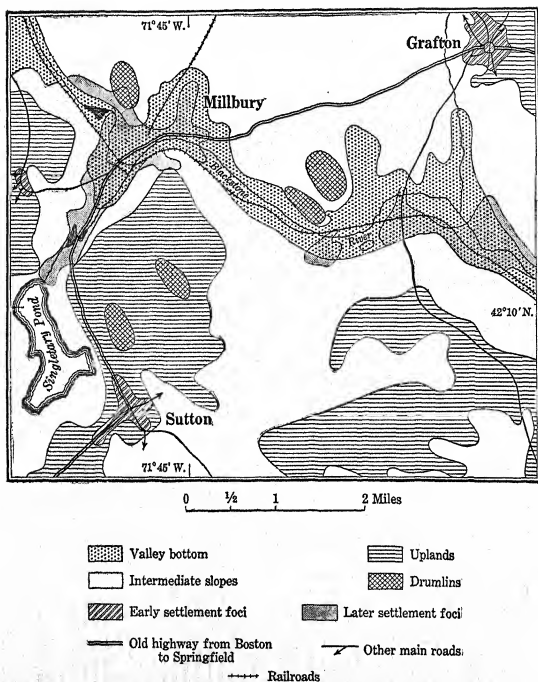 71°45' W.
Grafton
Millbury
Blackstone
River
42°10' N.
Singletary Pond
Sutton
71°45' W.
0 ½ 1 2 Miles
Valley bottom
Uplands
Intermediate slopes
Drumlins
Early settlement foci
Later settlement foci
Old highway from Boston
to Springfield
Other main roads
Railroads